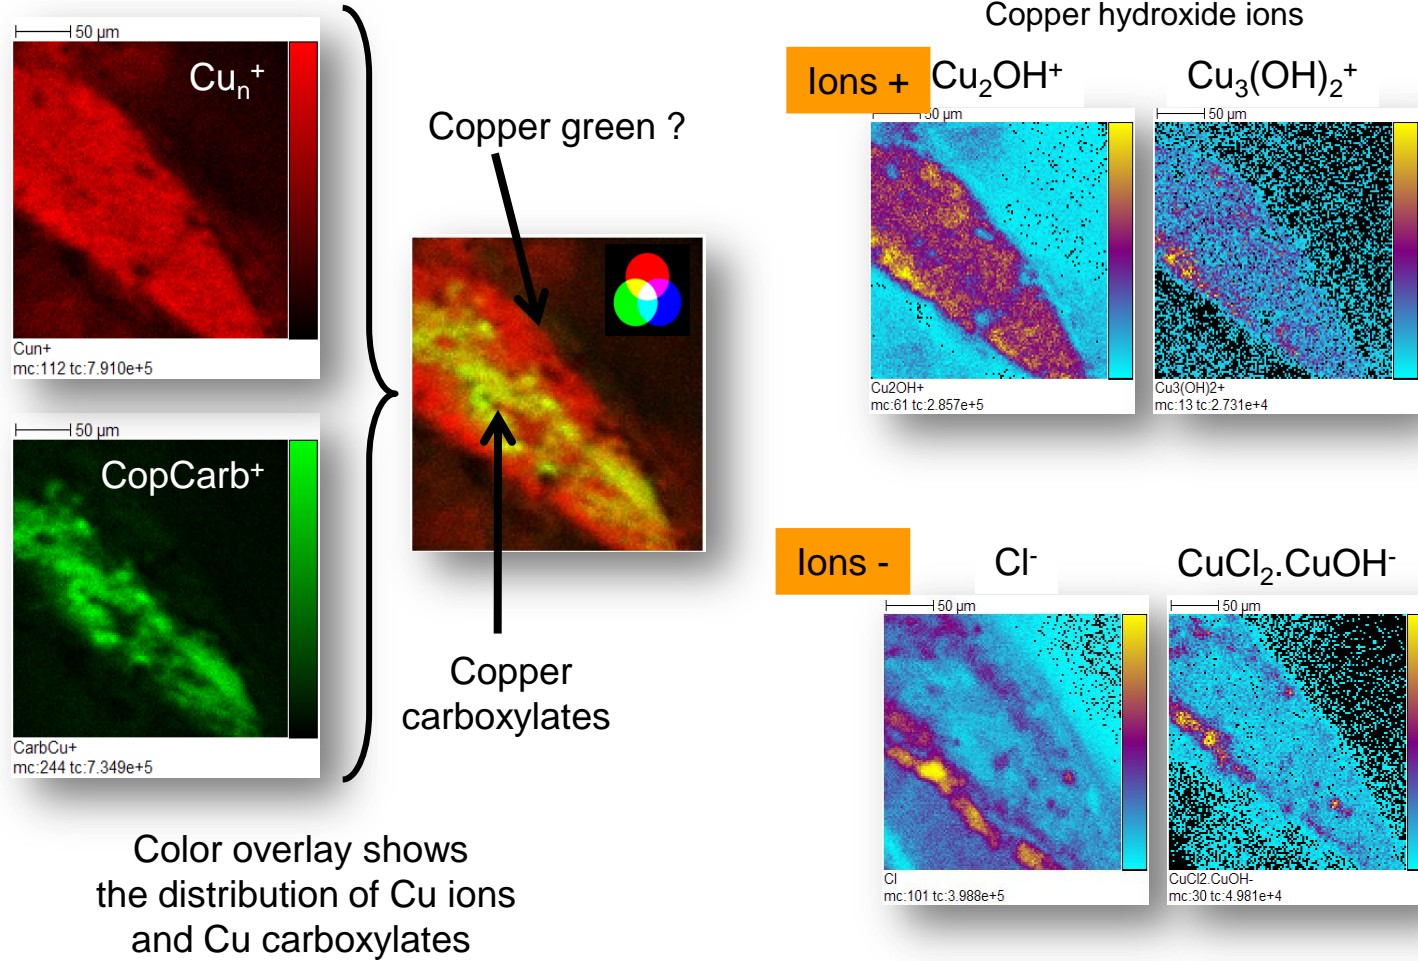 50 µm
Cuₙ⁺
Cun+
mc:112 tc:7.910e+5
50 µm
CopCarb⁺
CarbCu+
mc:244 tc:7.349e+5
Color overlay shows
the distribution of Cu ions
and Cu carboxylates
Copper green ?
Copper
carboxylates
Copper hydroxide ions
Ions +
Cu₂OH⁺
Cu₃(OH)₂⁺
50 µm
50 µm
Cu2OH+
mc:61 tc:2.857e+5
Cu3(OH)2+
mc:13 tc:2.731e+4
Ions -
Cl⁻
CuCl₂.CuOH⁻
50 µm
50 µm
Cl
mc:101 tc:3.988e+5
CuCl2.CuOH-
mc:30 tc:4.981e+4